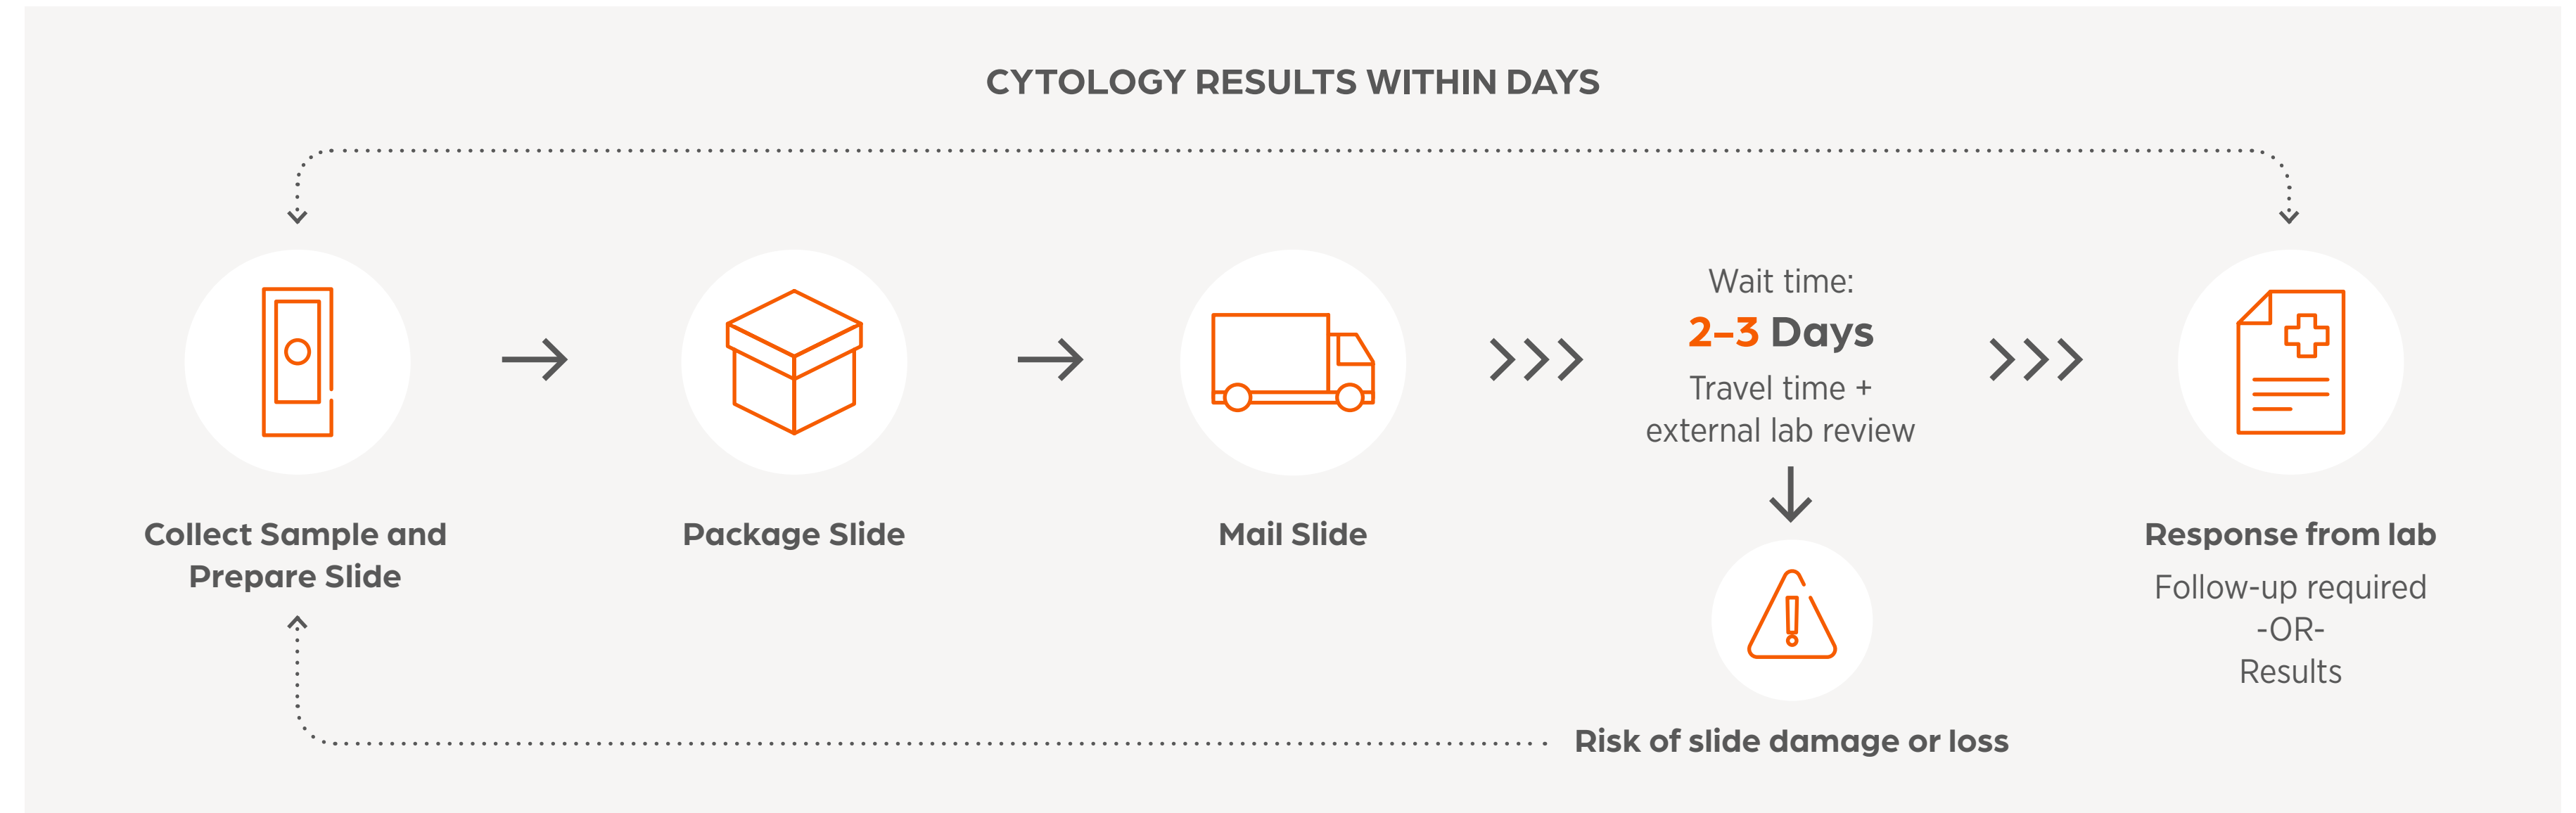 CYTOLOGY RESULTS WITHIN DAYS
Collect Sample and
Prepare Slide
Package Slide
Mail Slide
Wait time:
2–3 Days
Travel time +
external lab review
Risk of slide damage or loss
Response from lab
Follow-up required
-OR-
Results